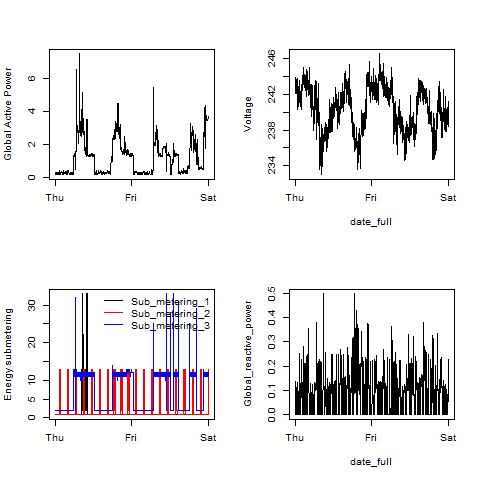 Global Active Power
6
4
2
0
Thu Fri Sat
Voltage
246
242
238
234
Thu Fri Sat
date_full
Energy submetering
30
20
10
5
0
Sub_metering_1
Sub_metering_2
Sub_metering_3
Thu Fri Sat
Global_reactive_power
0.5
0.4
0.3
0.2
0.1
0.0
Thu Fri Sat
date_full